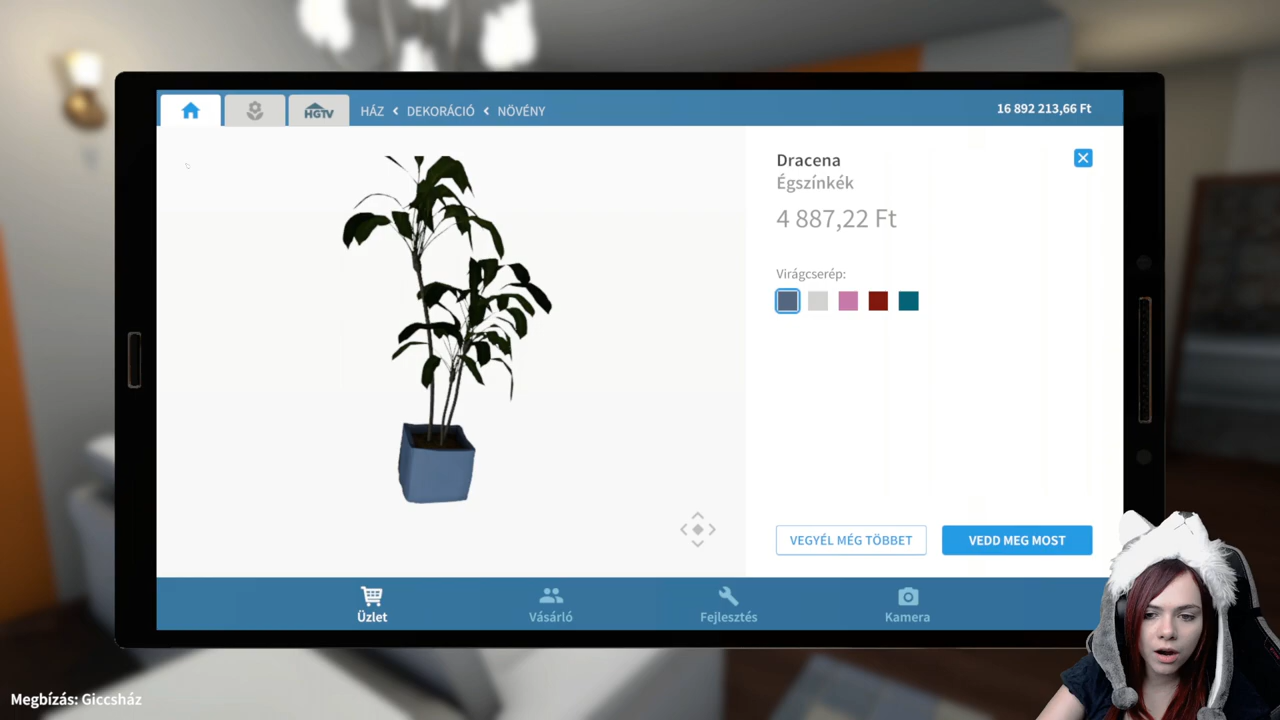 HGTV
HÁZ < DEKORÁCIÓ < NÖVÉNY
16 892 213,66 Ft
Dracena
Égszínkék
4 887,22 Ft
Virágcserép:
VEGYÉL MÉG TÖBBET
VEDD MEG MOST
Üzlet
Vásárló
Fejlesztés
Kamera
Megbízás: Giccsház